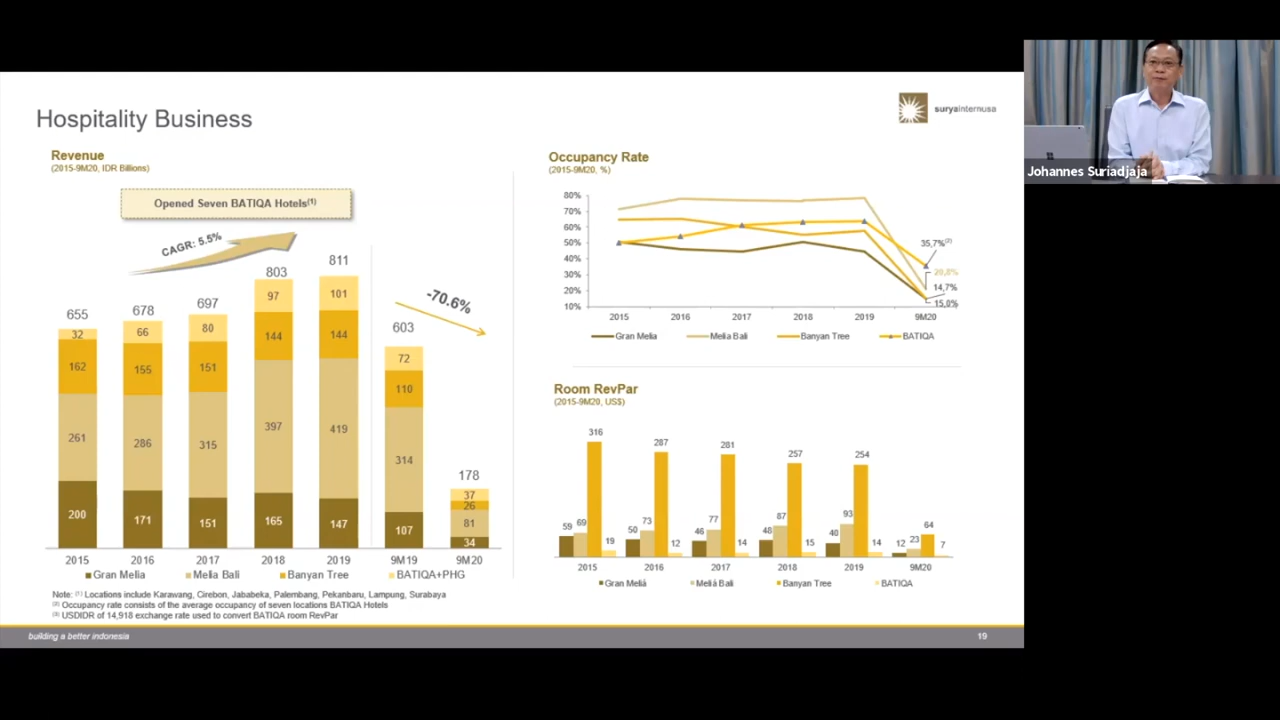 Hospitality Business
suryainternusa
Johannes Suriadjaja
Revenue
(2015-9M20, IDR Billions)
Opened Seven BATIQA Hotels(1)
CAGR: 5.5%
-70.6%
655
678
697
803
811
603
178
32
66
80
97
101
72
37
162
155
151
144
144
110
26
261
286
315
397
419
314
81
200
171
151
165
147
107
34
2015 2016 2017 2018 2019 9M19 9M20
Gran Melia Melia Bali Banyan Tree BATIQA+PHG
Occupancy Rate
(2015-9M20, %)
80%
70%
60%
50%
40%
30%
20%
10%
35,7%(2)
20,8%
14,7%
15,0%
2015 2016 2017 2018 2019 9M20
Gran Melia Melia Bali Banyan Tree BATIQA
Room RevPar
(2015-9M20, US$)
316 287 281 257 254 64
59 69 19
50 73 12
46 77 14
48 87 15
40 93 14
12 23 7
2015 2016 2017 2018 2019 9M20
Gran Meliá Meliá Bali Banyan Tree BATIQA
Note: (1) Locations include Karawang, Cirebon, Jababeka, Palembang, Pekanbaru, Lampung, Surabaya
(2) Occupancy rate consists of the average occupancy of seven locations BATIQA Hotels
(3) USDIDR of 14,918 exchange rate used to convert BATIQA room RevPar
building a better indonesia
19